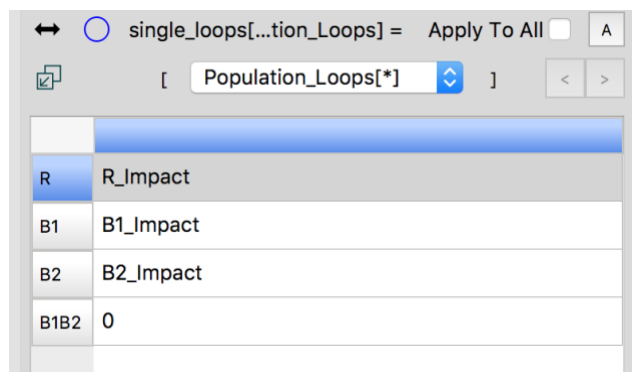 single_loops[...tion_Loops] = Apply To All A
[ Population_Loops[*] ] < >
R R_Impact
B1 B1_Impact
B2 B2_Impact
B1B2 0